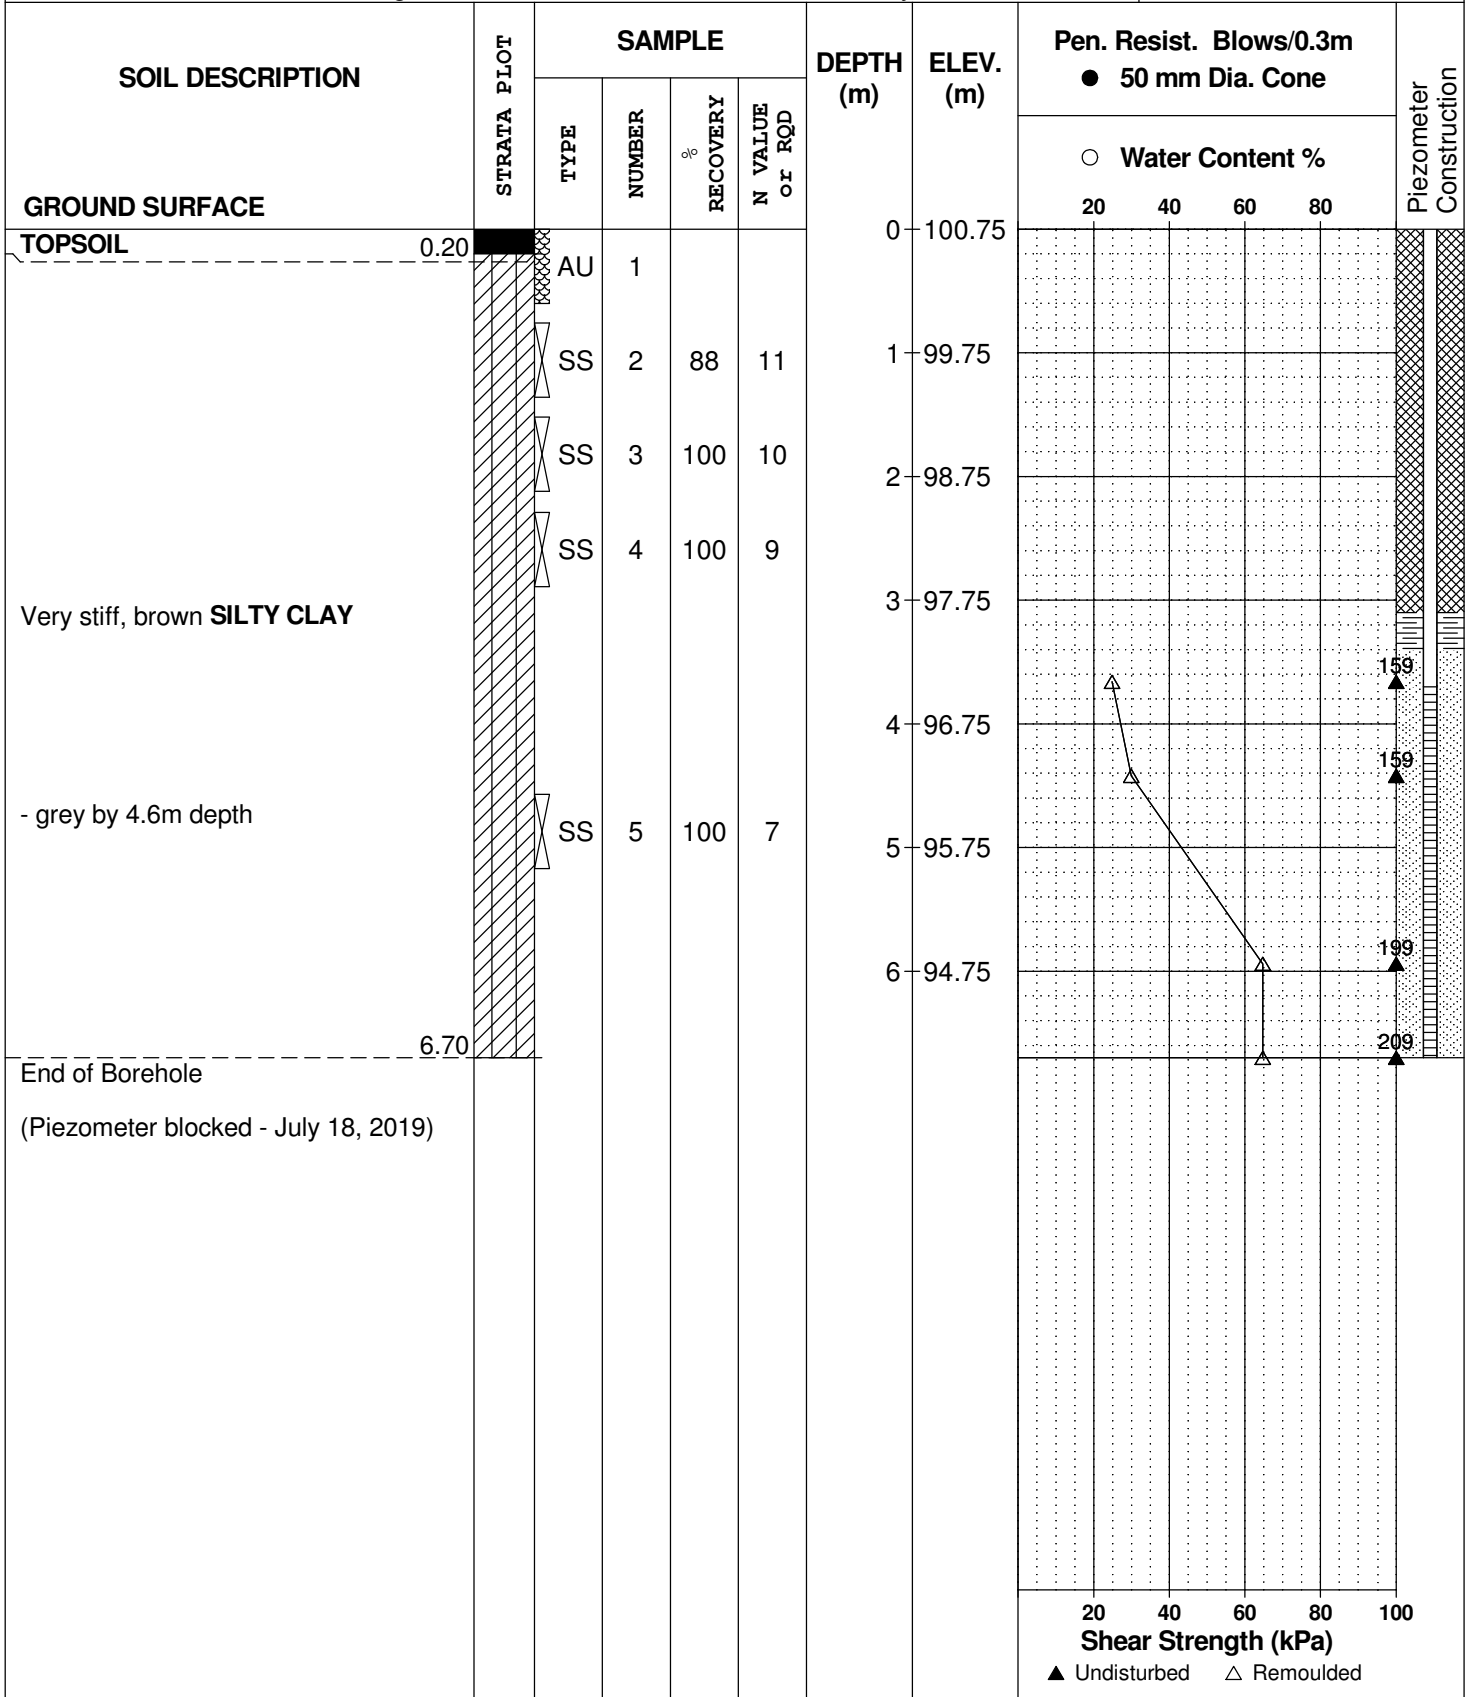 SOIL DESCRIPTION
GROUND SURFACE
STRATA PLOT
SAMPLE
TYPE
NUMBER
% RECOVERY
N VALUE or RQD
DEPTH (m)
ELEV. (m)
Pen. Resist. Blows/0.3m
● 50 mm Dia. Cone
○ Water Content %
20 40 60 80
Piezometer Construction
0 100.75
TOPSOIL 0.20
AU 1
SS 2 88 11
1 99.75
SS 3 100 10
2 98.75
SS 4 100 9
3 97.75
Very stiff, brown SILTY CLAY
159
4 96.75
159
- grey by 4.6m depth
SS 5 100 7
5 95.75
199
6 94.75
6.70
209
End of Borehole
(Piezometer blocked - July 18, 2019)
20 40 60 80 100
Shear Strength (kPa)
▲ Undisturbed △ Remoulded